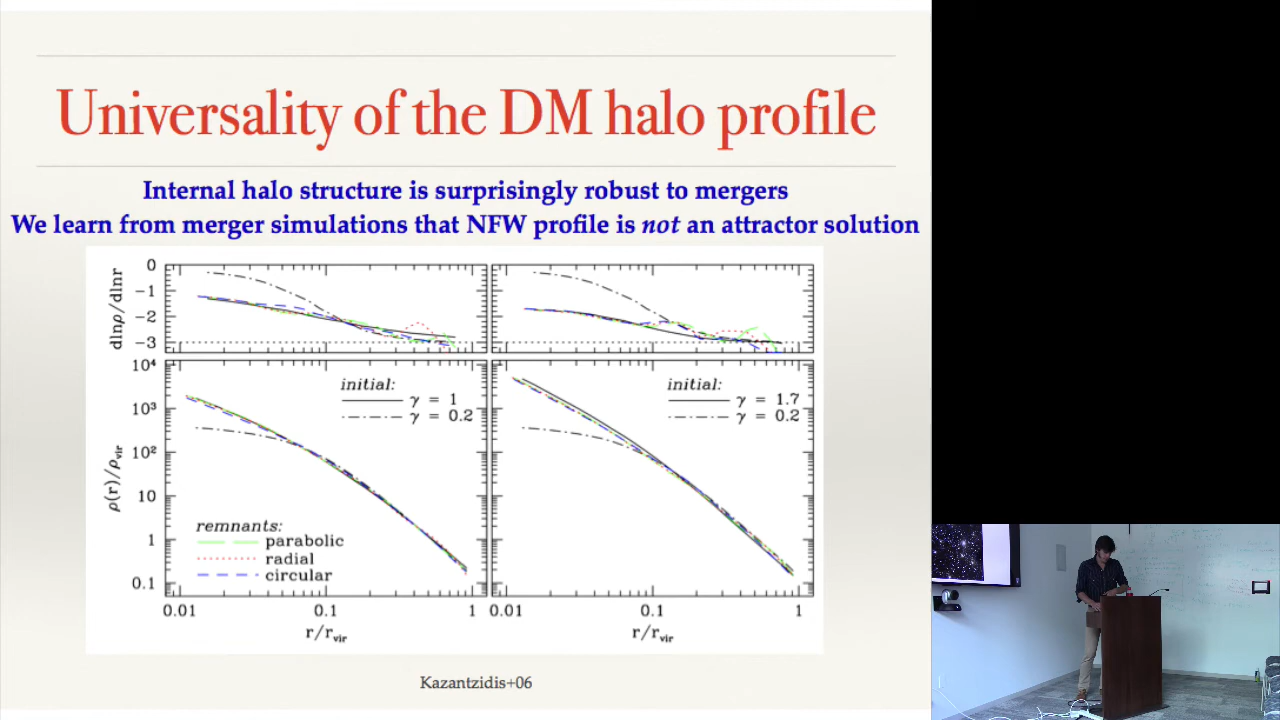 Universality of the DM halo profile
Internal halo structure is surprisingly robust to mergers
We learn from merger simulations that NFW profile is not an attractor solution
dlnρ/dlnr
0
−1
−2
−3
ρ(r)/ρvir
10⁴
10³
10²
10
1
0.1
initial:
γ = 1
γ = 0.2
remnants:
parabolic
radial
circular
initial:
γ = 1.7
γ = 0.2
0.01 0.1 1 0.01 0.1 1
r/rvir r/rvir
Kazantzidis+06